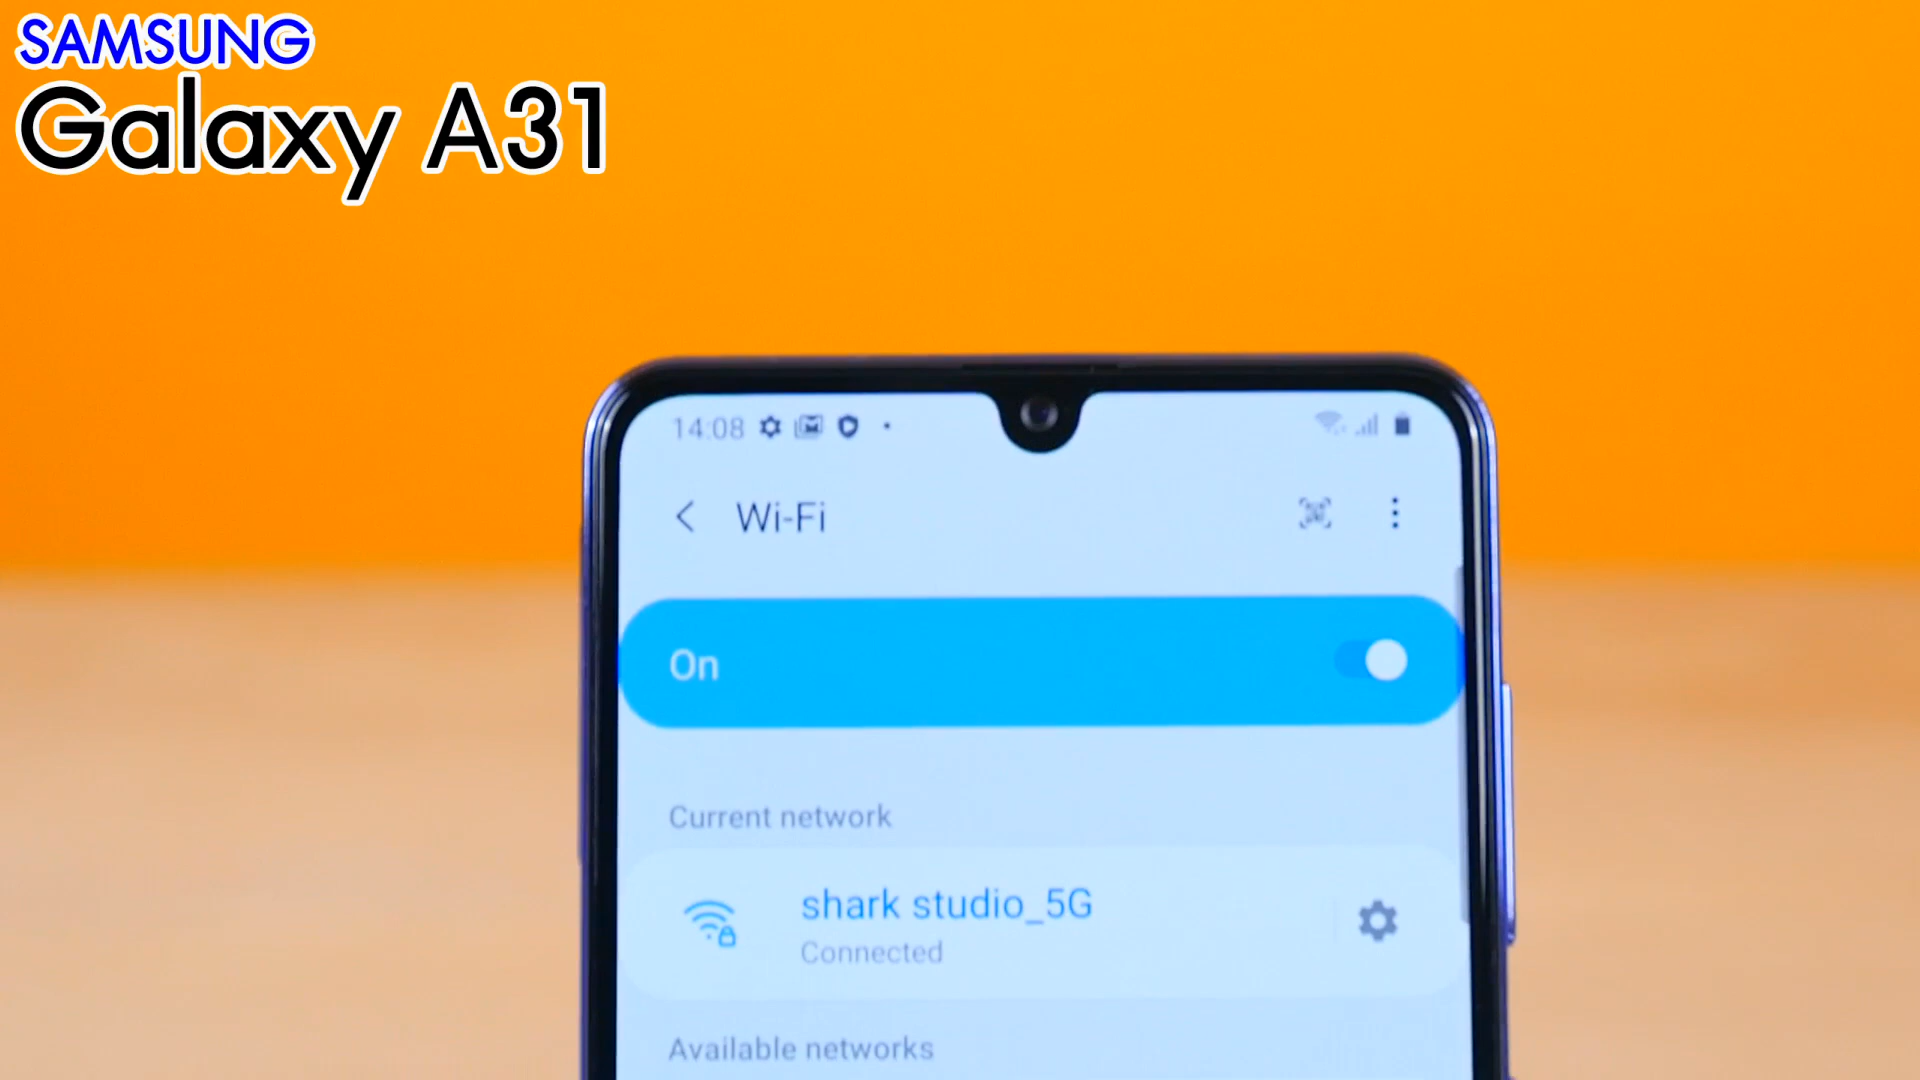 SAMSUNG
Galaxy A31
14:08
Wi-Fi
On
Current network
shark studio_5G
Connected
Available networks